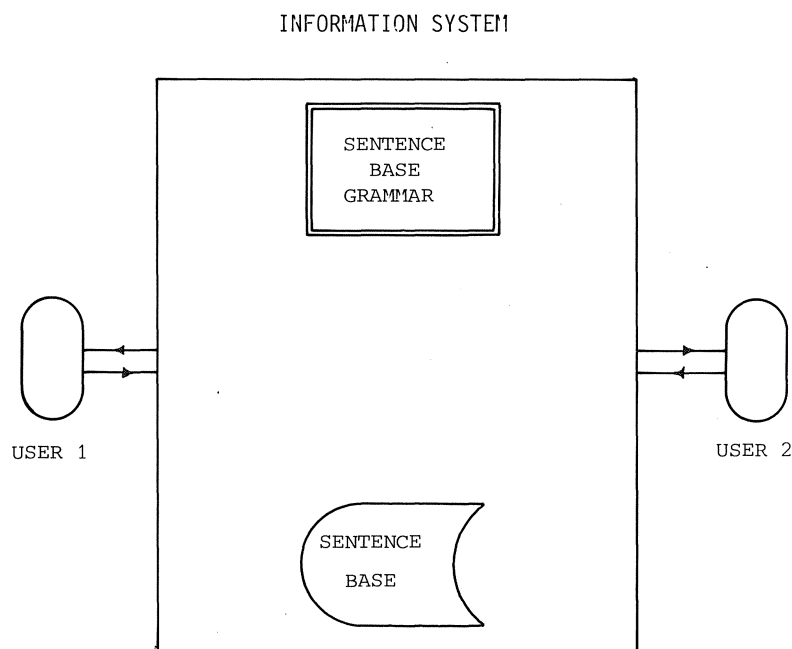 INFORMATION SYSTEM
SENTENCE
BASE
GRAMMAR
USER 1
USER 2
SENTENCE
BASE